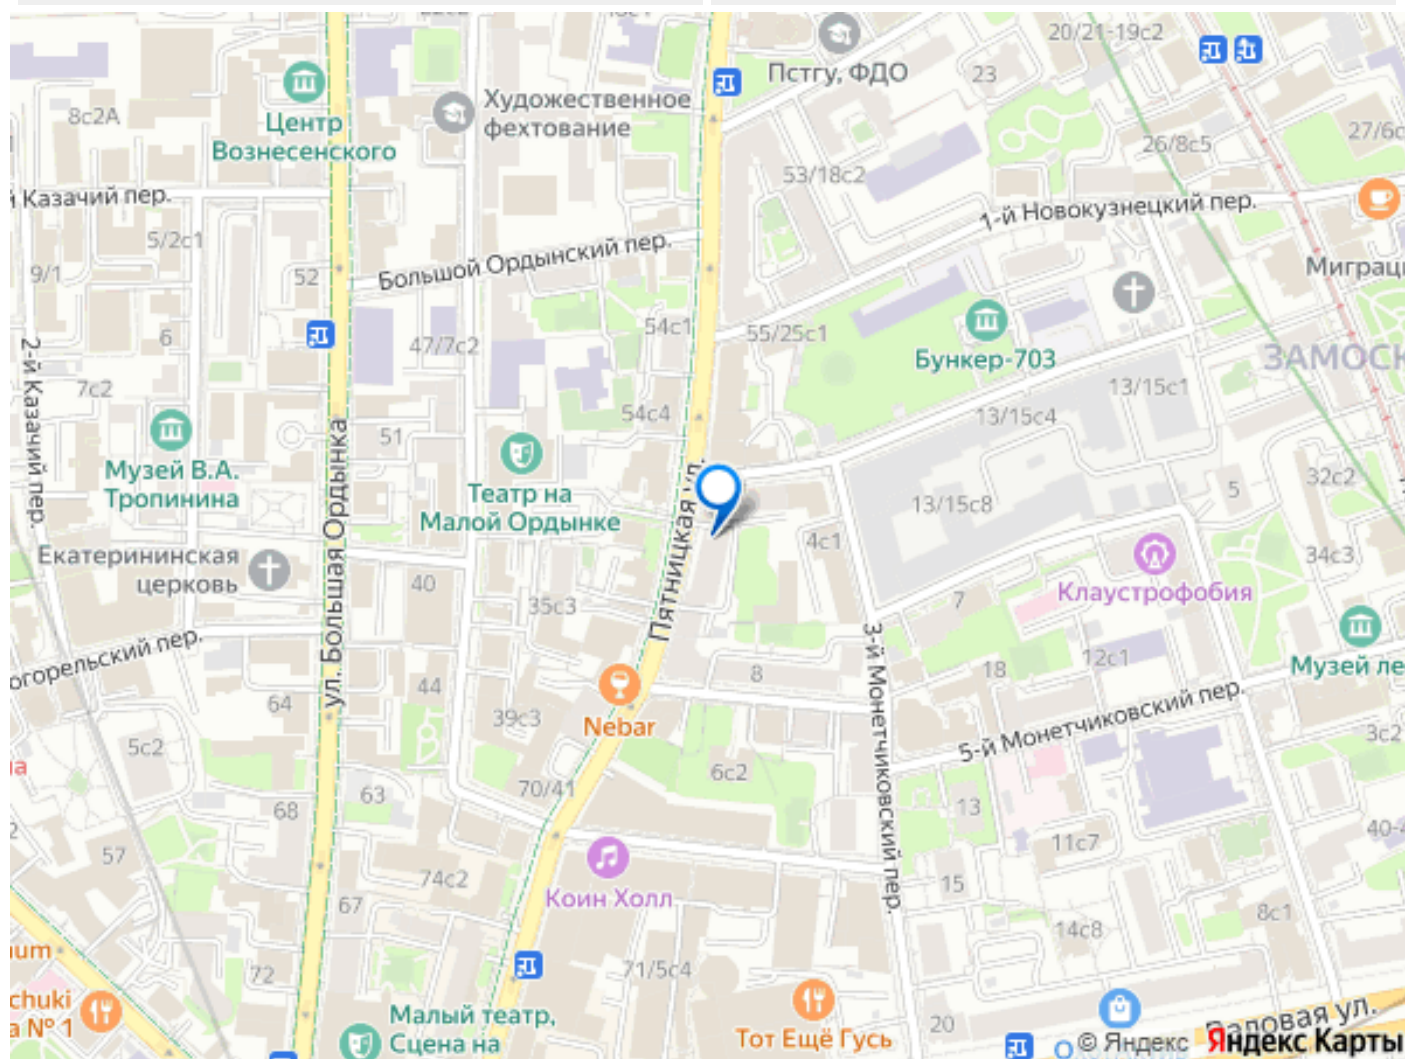 20/21-19с2
Пстгу, ФДО
23
Художественное
фехтование
8с2А
Центр
Вознесенского
27/6с
26/8с5
53/18с2
й Казачий пер.
1-й Новокузнецкий пер.
5/2с1
Большой Ордынский пер.
9/1
52
Миграц
54с1
55/25с1
6
47/7с2
Бункер-703
ЗАМОСК
2-й Казачий пер.
7с2
13/15с1
54с4
13/15с4
51
Музей В.А.
Тропинина
Театр на
Малой Ордынке
ул. Большая Ордынка
Пятницкая ул.
32с2
5
13/15с8
4с1
Екатерининская
церковь
34с3
40
35с3
Клаустрофобия
7
огорельский пер.
3-й Монетчиковский пер.
12с1
Музей ле
18
8
44
64
39с3
Nebar
5-й Монетчиковский пер.
3с2
5с2
6с2
а
70/41
63
68
13
40-4
11с7
57
74с2
15
Коин Холл
67
8с1
14с8
um
72
71/5с4
chuki
а № 1
Малый театр,
Сцена на
Тот Ещё Гусь
20
© Яндекс
Яндекс Карты